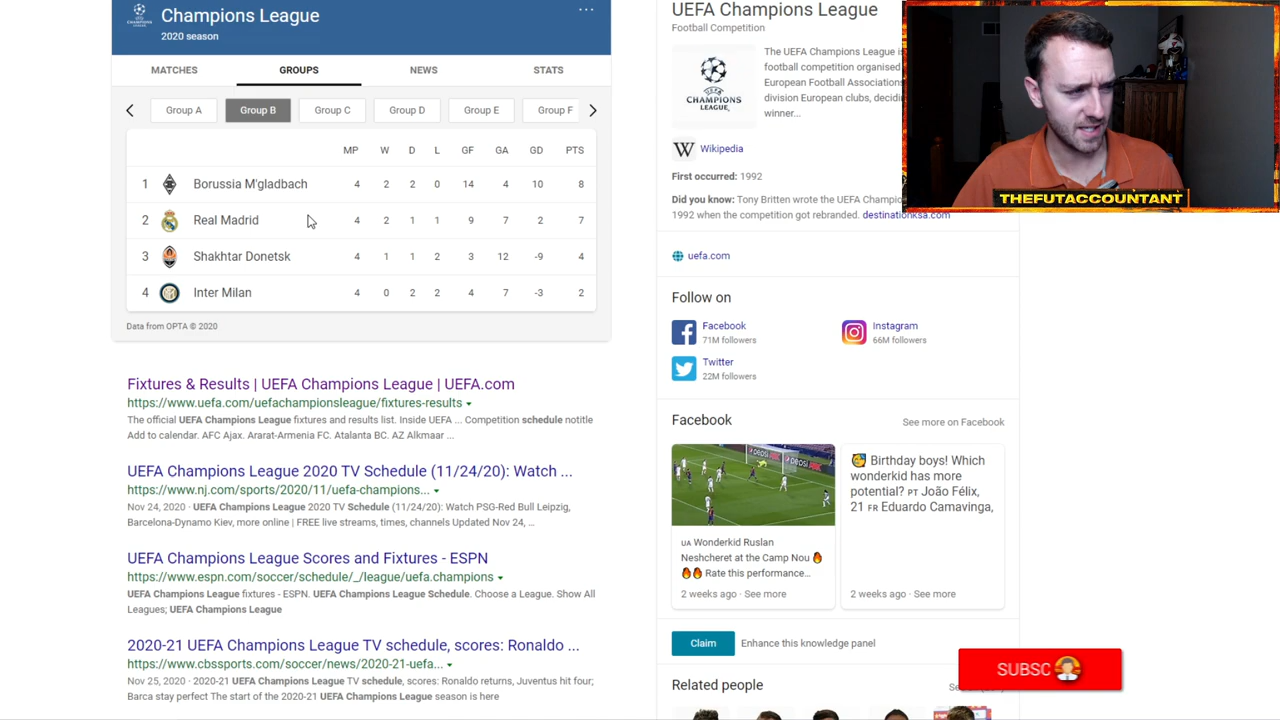 Champions League
2020 season
...
MATCHES GROUPS NEWS STATS
Group A Group B Group C Group D Group E Group F
MP W D L GF GA GD PTS
1 Borussia M'gladbach 4 2 2 0 14 4 10 8
2 Real Madrid 4 2 1 1 9 7 2 7
3 Shakhtar Donetsk 4 1 1 2 3 12 -9 4
4 Inter Milan 4 0 2 2 4 7 -3 2
Data from OPTA © 2020
Fixtures & Results | UEFA Champions League | UEFA.com
https://www.uefa.com/uefachampionsleague/fixtures-results
The official UEFA Champions League fixtures and results list. Inside UEFA ... Competition schedule notitle
Add to calendar. AFC Ajax. Ararat-Armenia FC. Atalanta BC. AZ Alkmaar ...
UEFA Champions League 2020 TV Schedule (11/24/20): Watch ...
https://www.nj.com/sports/2020/11/uefa-champions...
Nov 24, 2020 · UEFA Champions League 2020 TV Schedule (11/24/20): Watch PSG-Red Bull Leipzig,
Barcelona-Dynamo Kiev, more online | FREE live streams, times, channels Updated Nov 24, ...
UEFA Champions League Scores and Fixtures - ESPN
https://www.espn.com/soccer/schedule/_/league/uefa.champions
UEFA Champions League fixtures - ESPN. UEFA Champions League Schedule. Choose a League. Show All
Leagues; UEFA Champions League
2020-21 UEFA Champions League TV schedule, scores: Ronaldo ...
https://www.cbssports.com/soccer/news/2020-21-uefa...
Nov 25, 2020 · 2020-21 UEFA Champions League TV schedule, scores: Ronaldo returns, Juventus hit four;
Barca stay perfect The start of the 2020-21 UEFA Champions League season is here
UEFA Champions League
Football Competition
CHAMPIONS
LEAGUE
The UEFA Champions League is
football competition organised
European Football Associations
division European clubs, decidi
winner...
W Wikipedia
First occurred: 1992
Did you know: Tony Britten wrote the UEFA Champio
1992 when the competition got rebranded. destinationksa.com
uefa.com
Follow on
Facebook
71M followers
Instagram
66M followers
Twitter
22M followers
Facebook
See more on Facebook
pepsi pepsi
UA Wonderkid Ruslan
Neshcheret at the Camp Nou 🔥
🔥🔥 Rate this performance...
2 weeks ago · See more
Birthday boys! Which
wonderkid has more
potential? PT João Félix,
21 FR Eduardo Camavinga,
2 weeks ago · See more
Claim Enhance this knowledge panel
Related people
THEFUTACCOUNTANT
SUBSC